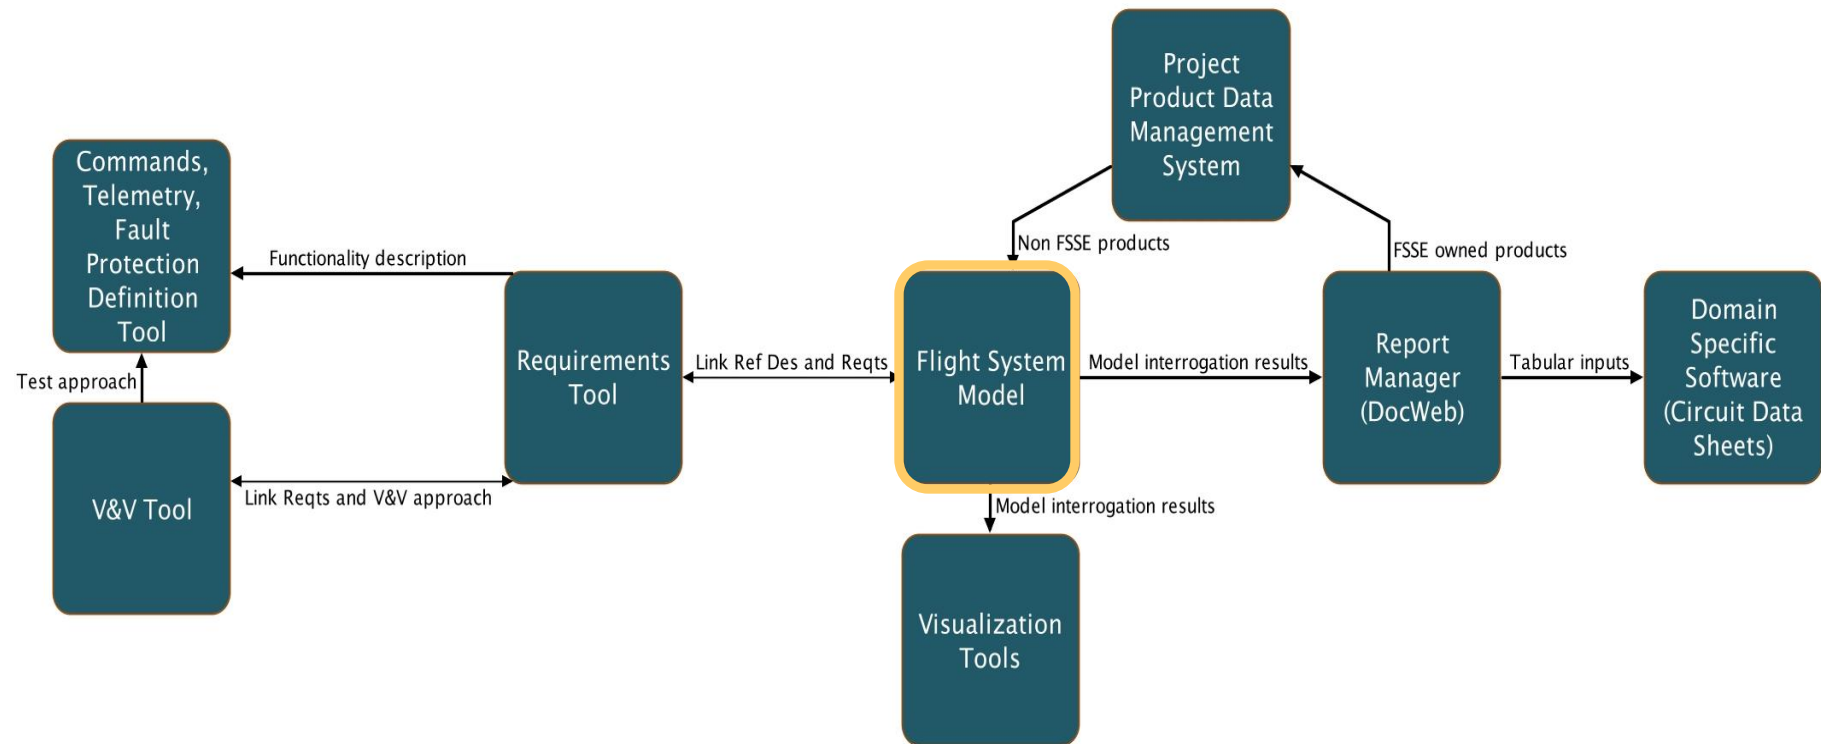 Project
Product Data
Management
System
Commands,
Telemetry,
Fault
Protection
Definition
Tool
Functionality description
Non FSSE products
FSSE owned products
Requirements
Tool
Link Ref Des and Reqts
Flight System
Model
Model interrogation results
Report
Manager
(DocWeb)
Tabular inputs
Domain
Specific
Software
(Circuit Data
Sheets)
Test approach
V&V Tool
Link Reqts and V&V approach
Model interrogation results
Visualization
Tools